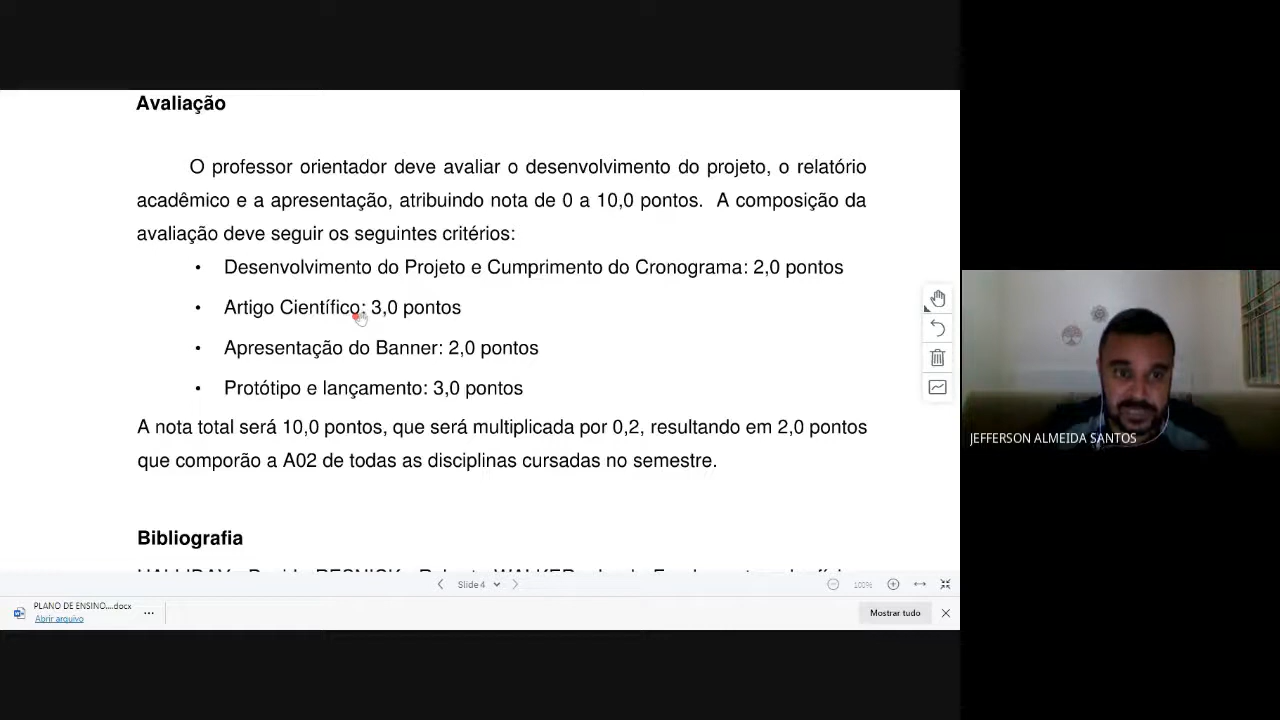 Avaliação
O professor orientador deve avaliar o desenvolvimento do projeto, o relatório
acadêmico e a apresentação, atribuindo nota de 0 a 10,0 pontos. A composição da
avaliação deve seguir os seguintes critérios:
• Desenvolvimento do Projeto e Cumprimento do Cronograma: 2,0 pontos
• Artigo Científico: 3,0 pontos
• Apresentação do Banner: 2,0 pontos
• Protótipo e lançamento: 3,0 pontos
A nota total será 10,0 pontos, que será multiplicada por 0,2, resultando em 2,0 pontos
que comporão a A02 de todas as disciplinas cursadas no semestre.
Bibliografia
Slide 4
100%
PLANO DE ENSINO....docx
Abrir arquivo
Mostrar tudo
JEFFERSON ALMEIDA SANTOS